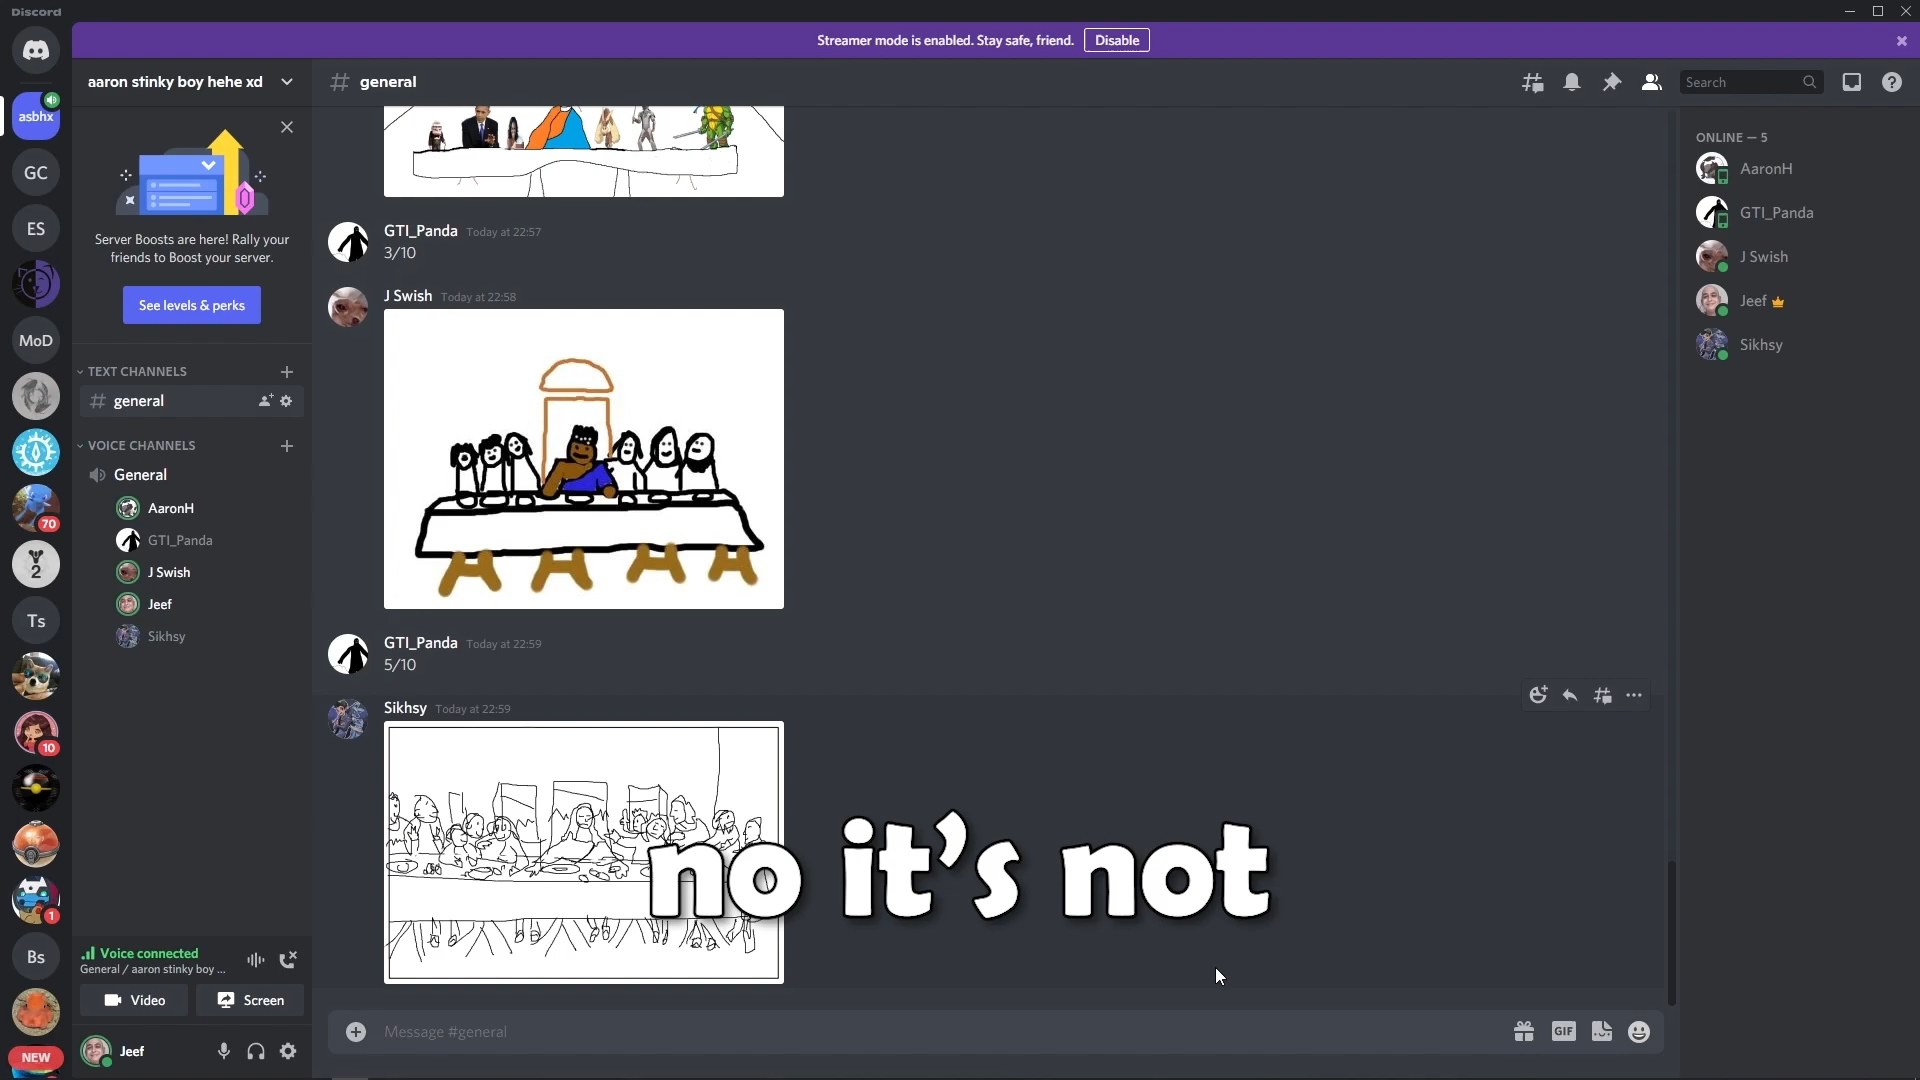 Discord
Streamer mode is enabled. Stay safe, friend.
Disable
aaron stinky boy hehe xd
general
Search
asbhx
GC
ES
MoD
70
2
Ts
10
1
Bs
NEW
Server Boosts are here! Rally your
friends to Boost your server.
See levels & perks
TEXT CHANNELS
general
VOICE CHANNELS
General
AaronH
GTI_Panda
J Swish
Jeef
Sikhsy
Voice connected
General / aaron stinky boy ...
Video
Screen
Jeef
GTI_Panda Today at 22:57
3/10
J Swish Today at 22:58
GTI_Panda Today at 22:59
5/10
Sikhsy Today at 22:59
no it's not
Message #general
GIF
ONLINE — 5
AaronH
GTI_Panda
J Swish
Jeef
Sikhsy